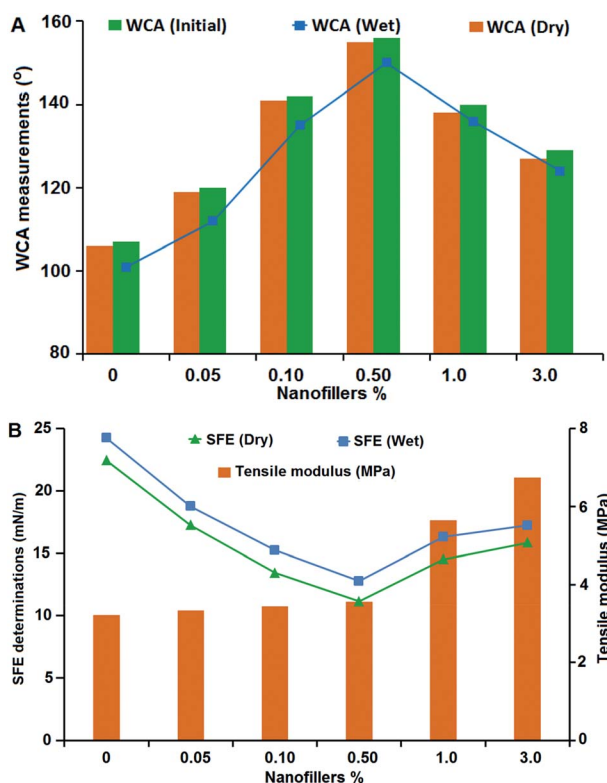 A
WCA (Initial) WCA (Wet) WCA (Dry)
WCA measurements (°)
160
140
120
100
80
0 0.05 0.10 0.50 1.0 3.0
Nanofillers %
B
SFE (Dry) SFE (Wet)
Tensile modulus (MPa)
SFE determinations (mN/m)
25
20
15
10
5
0
8
6
4
2
0
Tensile modulus (MPa)
0 0.05 0.10 0.50 1.0 3.0
Nanofillers %